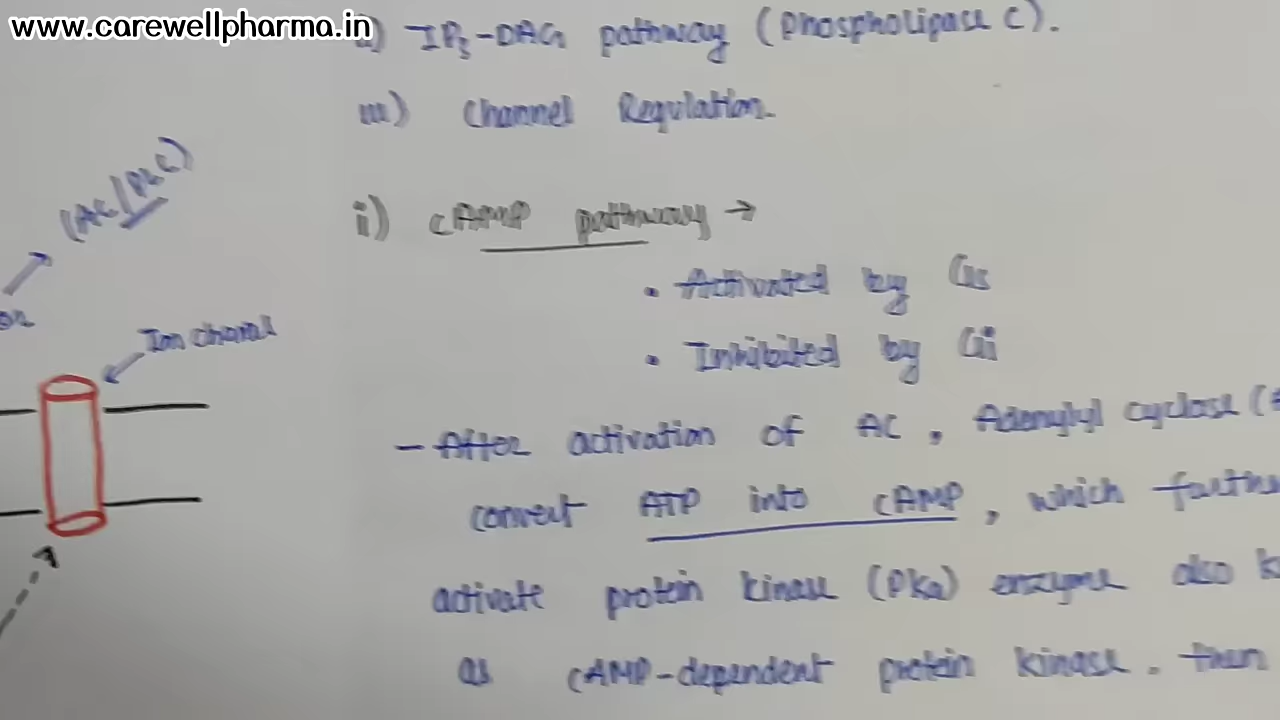 www.carewellpharma.in
IP3-DAG pathway (Phospholipase C).
iii) Channel Regulation.
(AC/PLC)
i) cAMP pathway →
• Activated by Gs
Ion channel
• Inhibited by Gi
- After activation of AC, Adenylyl cyclase (
convert ATP into cAMP, which further
activate protein kinase (PKa) enzyme also k
as cAMP-dependent protein kinase. then